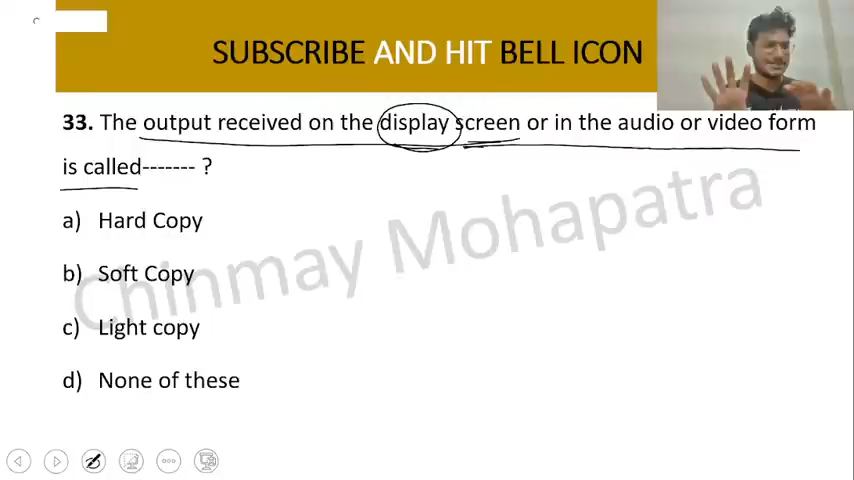 SUBSCRIBE AND HIT BELL ICON
33. The output received on the display screen or in the audio or video form
is called------- ?
a) Hard Copy
b) Soft Copy
c) Light copy
d) None of these
Chinmay Mohapatra